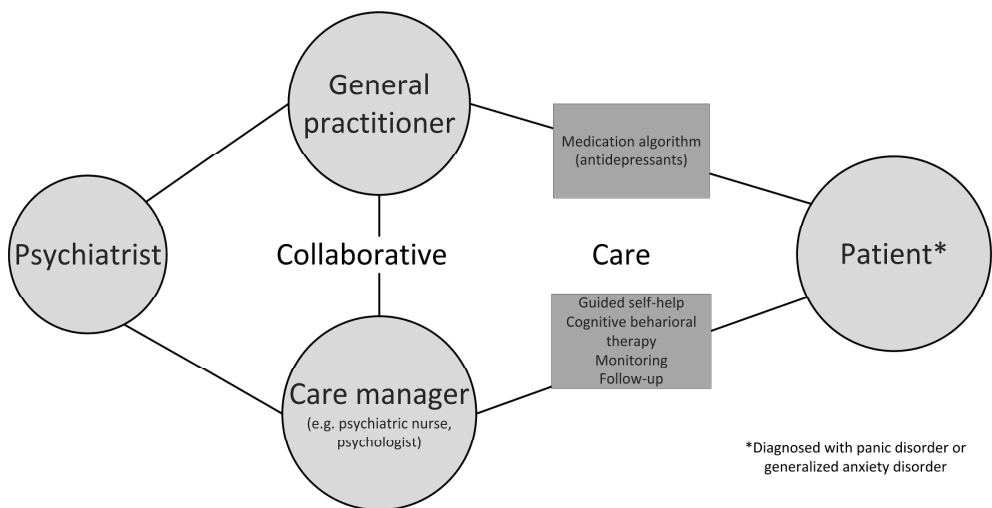 General
practitioner
Medication algorithm
(antidepressants)
Psychiatrist
Collaborative
Care
Patient*
Guided self-help
Cognitive beharioral
therapy
Monitoring
Follow-up
Care manager
(e.g. psychiatric nurse,
psychologist)
*Diagnosed with panic disorder or
generalized anxiety disorder